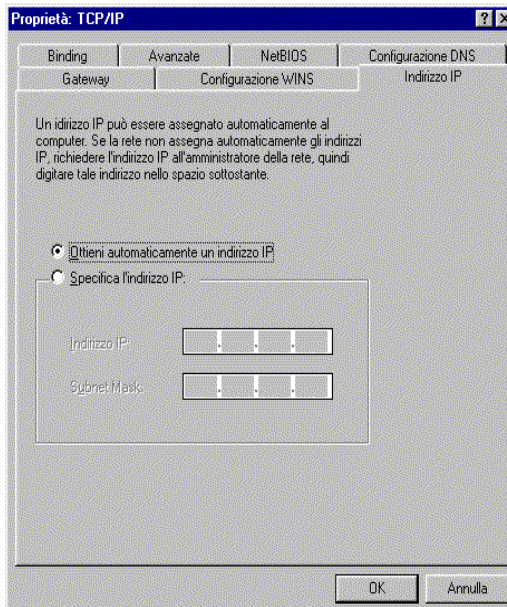 Proprietà: TCP/IP
Binding Avanzate NetBIOS Configurazione DNS
Gateway Configurazione WINS Indirizzo IP
Un idirizzo IP può essere assegnato automaticamente al
computer. Se la rete non assegna automaticamente gli indirizzi
IP, richiedere l'indirizzo IP all'amministratore della rete, quindi
digitare tale indirizzo nello spazio sottostante.
Ottieni automaticamente un indirizzo IP
Specifica l'indirizzo IP:
Indirizzo IP:
Subnet Mask:
OK Annulla